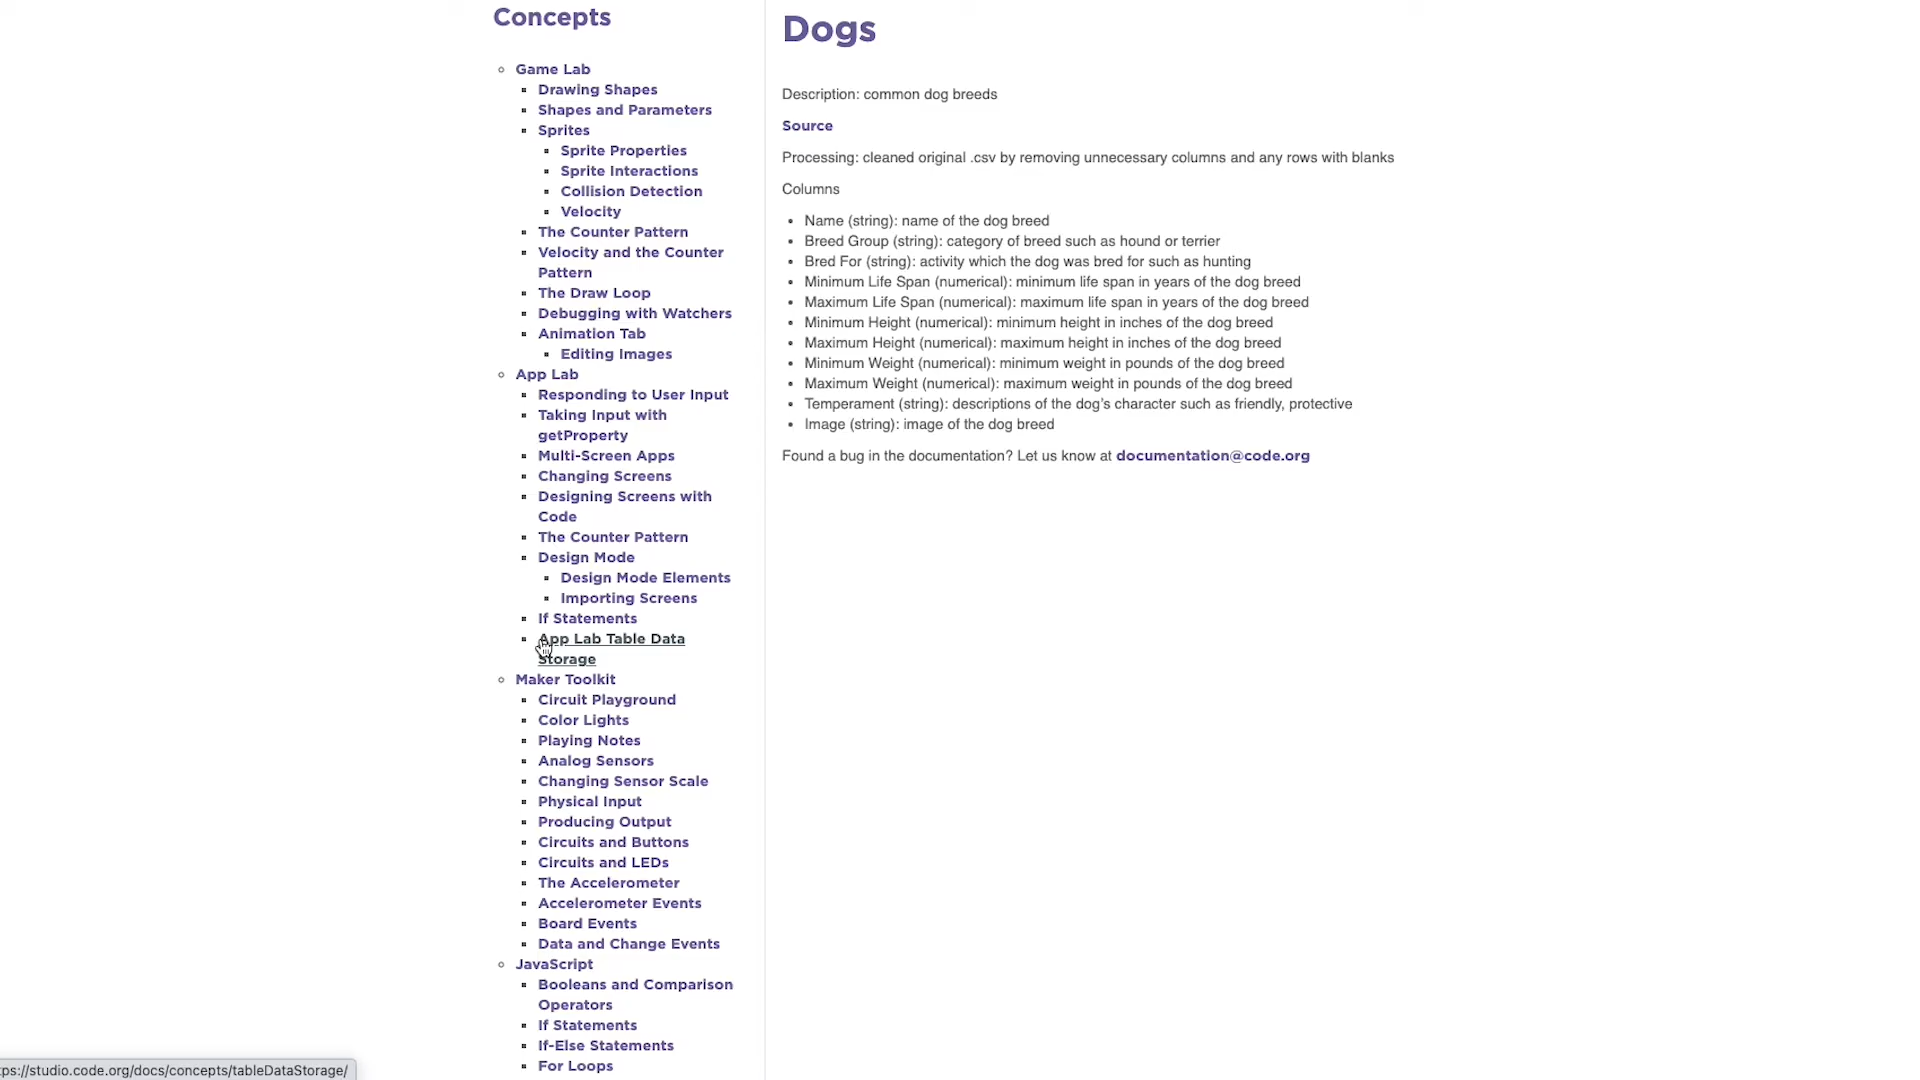 Concepts
Game Lab
Drawing Shapes
Shapes and Parameters
Sprites
Sprite Properties
Sprite Interactions
Collision Detection
Velocity
The Counter Pattern
Velocity and the Counter
Pattern
The Draw Loop
Debugging with Watchers
Animation Tab
Editing Images
App Lab
Responding to User Input
Taking Input with
getProperty
Multi-Screen Apps
Changing Screens
Designing Screens with
Code
The Counter Pattern
Design Mode
Design Mode Elements
Importing Screens
If Statements
App Lab Table Data
Storage
Maker Toolkit
Circuit Playground
Color Lights
Playing Notes
Analog Sensors
Changing Sensor Scale
Physical Input
Producing Output
Circuits and Buttons
Circuits and LEDs
The Accelerometer
Accelerometer Events
Board Events
Data and Change Events
JavaScript
Booleans and Comparison
Operators
If Statements
If-Else Statements
For Loops
Dogs
Description: common dog breeds
Source
Processing: cleaned original .csv by removing unnecessary columns and any rows with blanks
Columns
Name (string): name of the dog breed
Breed Group (string): category of breed such as hound or terrier
Bred For (string): activity which the dog was bred for such as hunting
Minimum Life Span (numerical): minimum life span in years of the dog breed
Maximum Life Span (numerical): maximum life span in years of the dog breed
Minimum Height (numerical): minimum height in inches of the dog breed
Maximum Height (numerical): maximum height in inches of the dog breed
Minimum Weight (numerical): minimum weight in pounds of the dog breed
Maximum Weight (numerical): maximum weight in pounds of the dog breed
Temperament (string): descriptions of the dog's character such as friendly, protective
Image (string): image of the dog breed
Found a bug in the documentation? Let us know at documentation@code.org
ps://studio.code.org/docs/concepts/tableDataStorage/